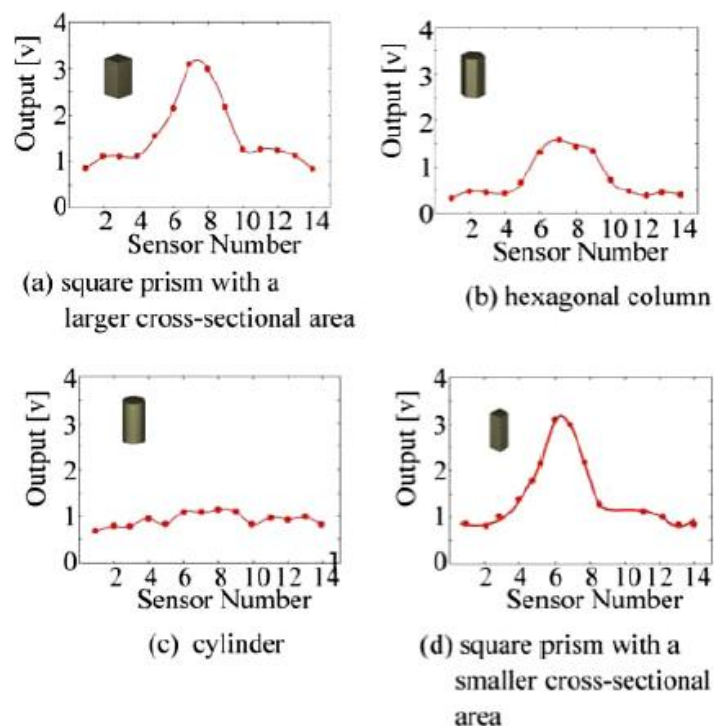 Output [v]
4
3
2
1
0
2 4 6 8 10 12 14
Sensor Number
(a) square prism with a
larger cross-sectional area
Output [v]
4
3
2
1
0
2 4 6 8 10 12 14
Sensor Number
(b) hexagonal column
Output [v]
4
3
2
1
0
2 4 6 8 10 12 14
Sensor Number
(c) cylinder
Output [v]
4
3
2
1
0
2 4 6 8 10 12 14
Sensor Number
(d) square prism with a
smaller cross-sectional
area